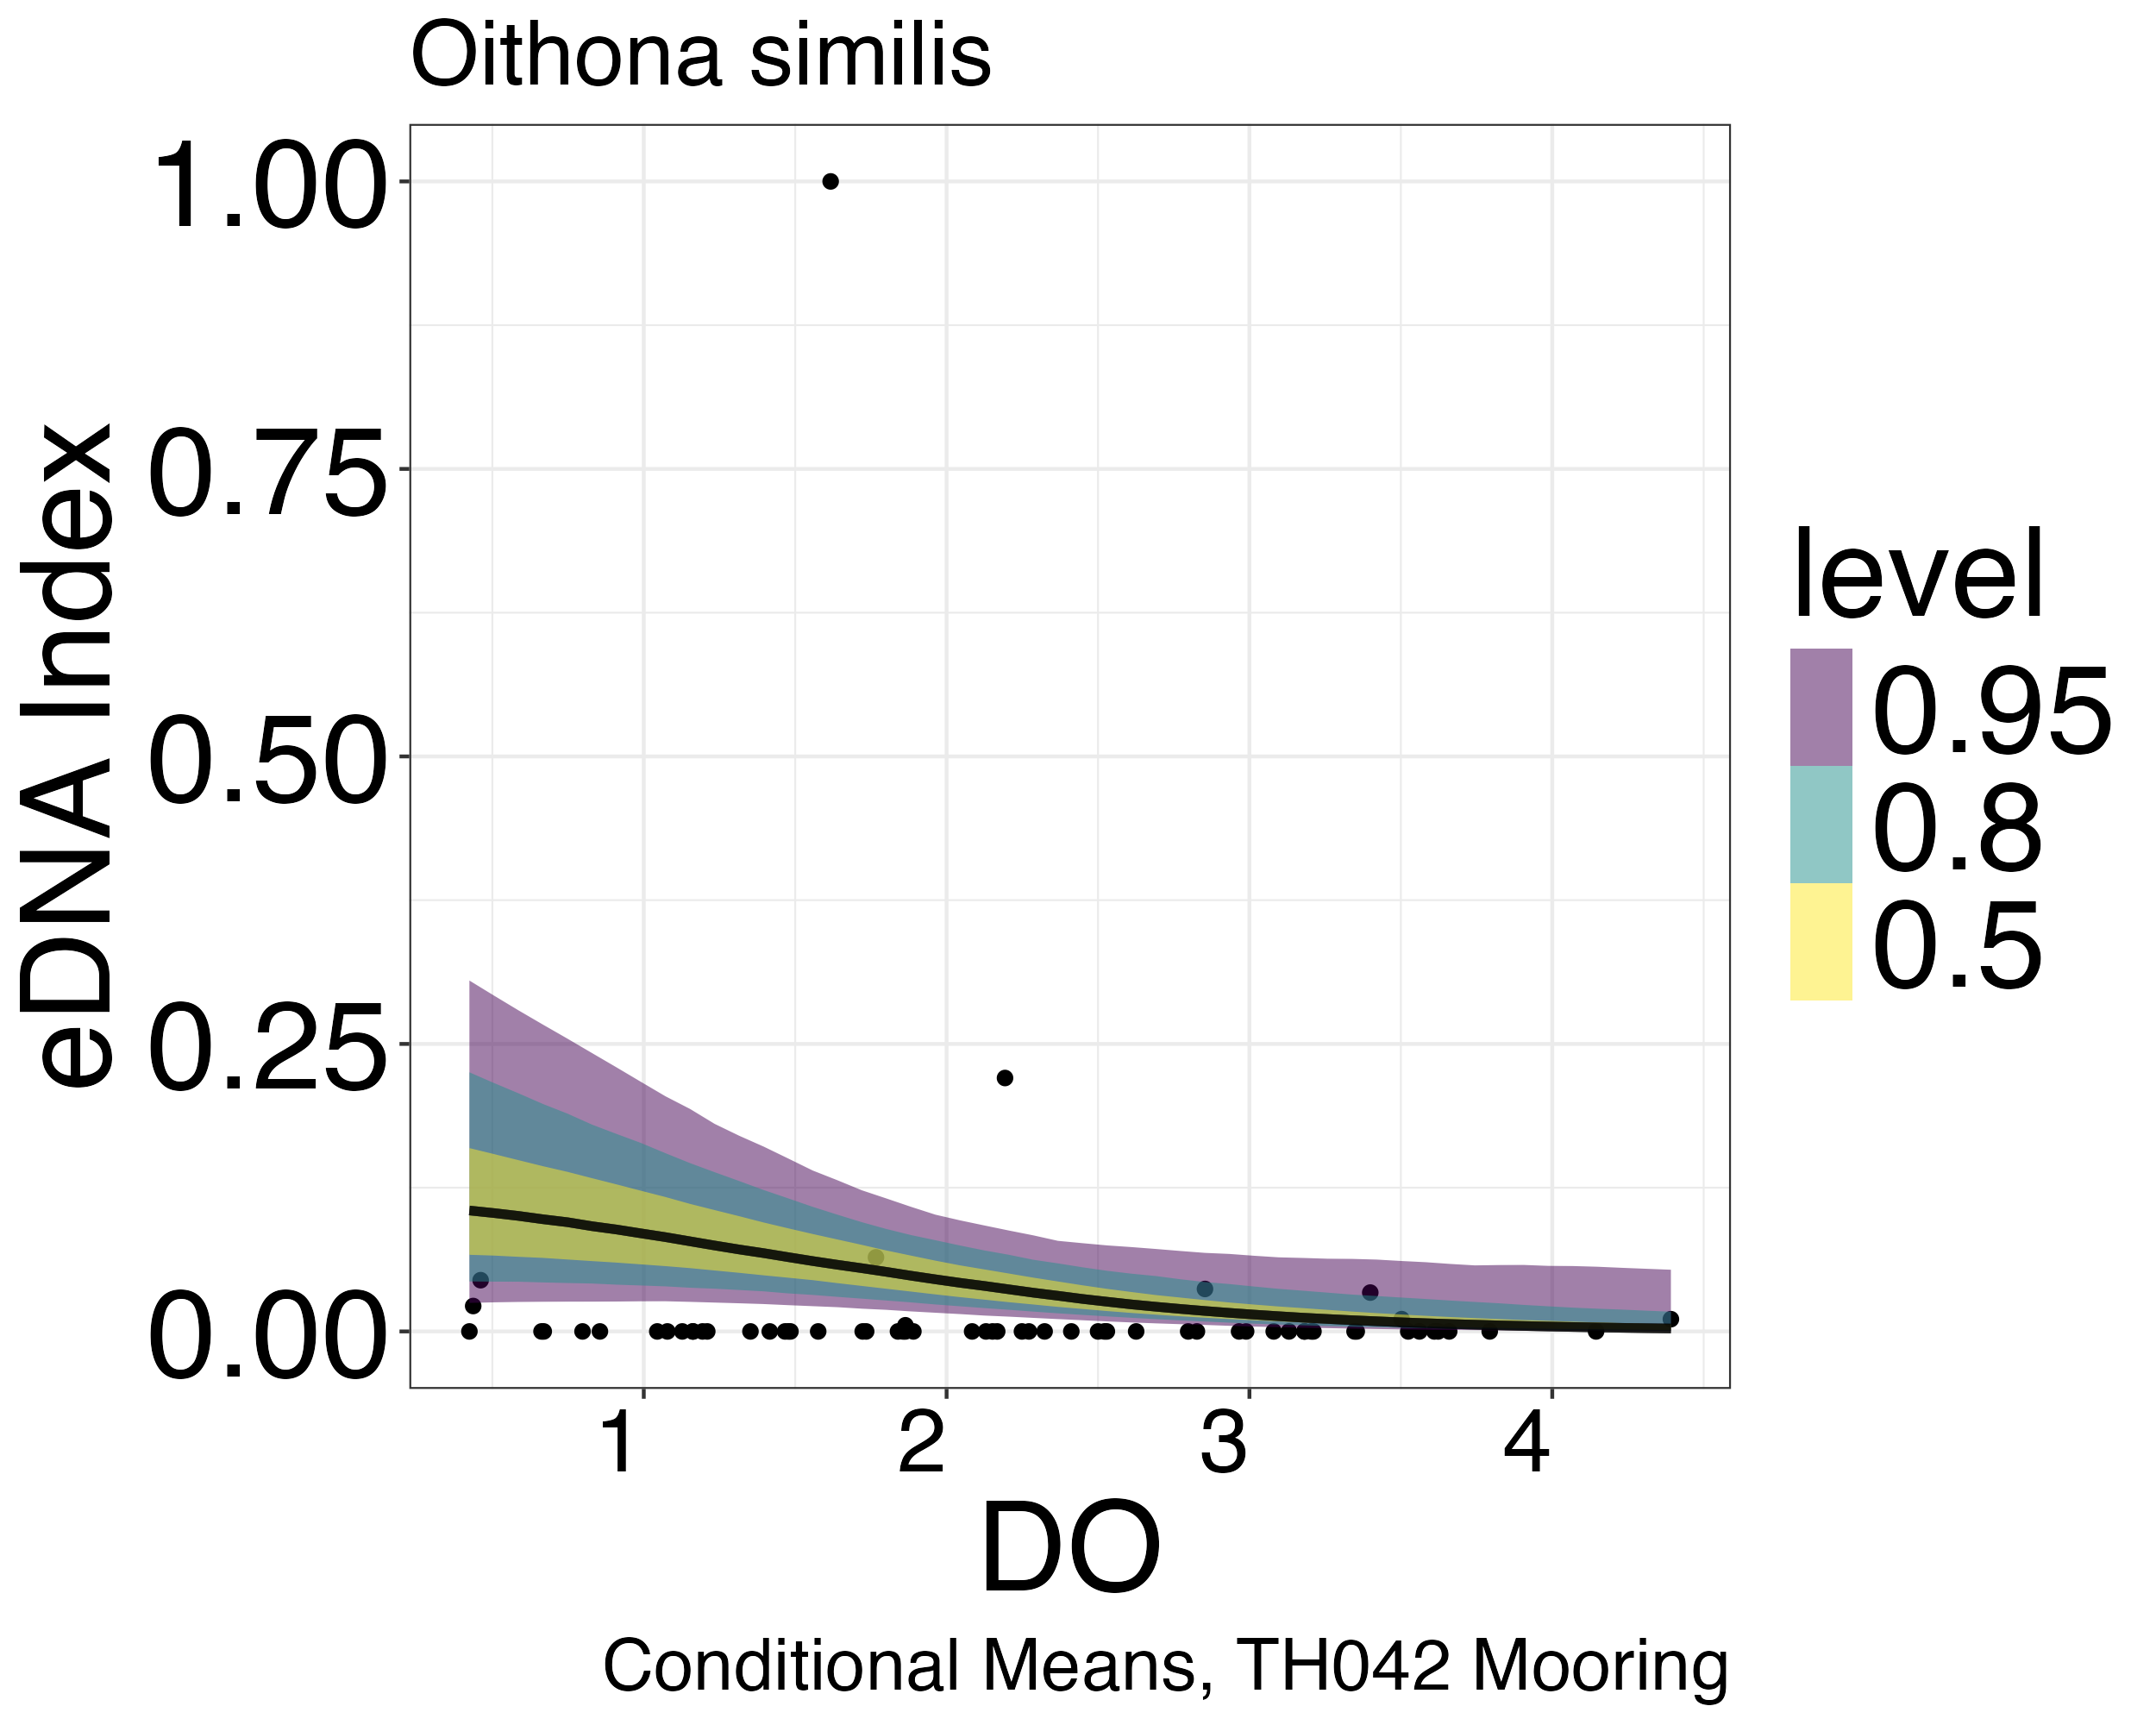 Oithona similis
eDNA Index
1.00
0.75
0.50
0.25
0.00
1 2 3 4
DO
Conditional Means, TH042 Mooring
level
0.95
0.8
0.5